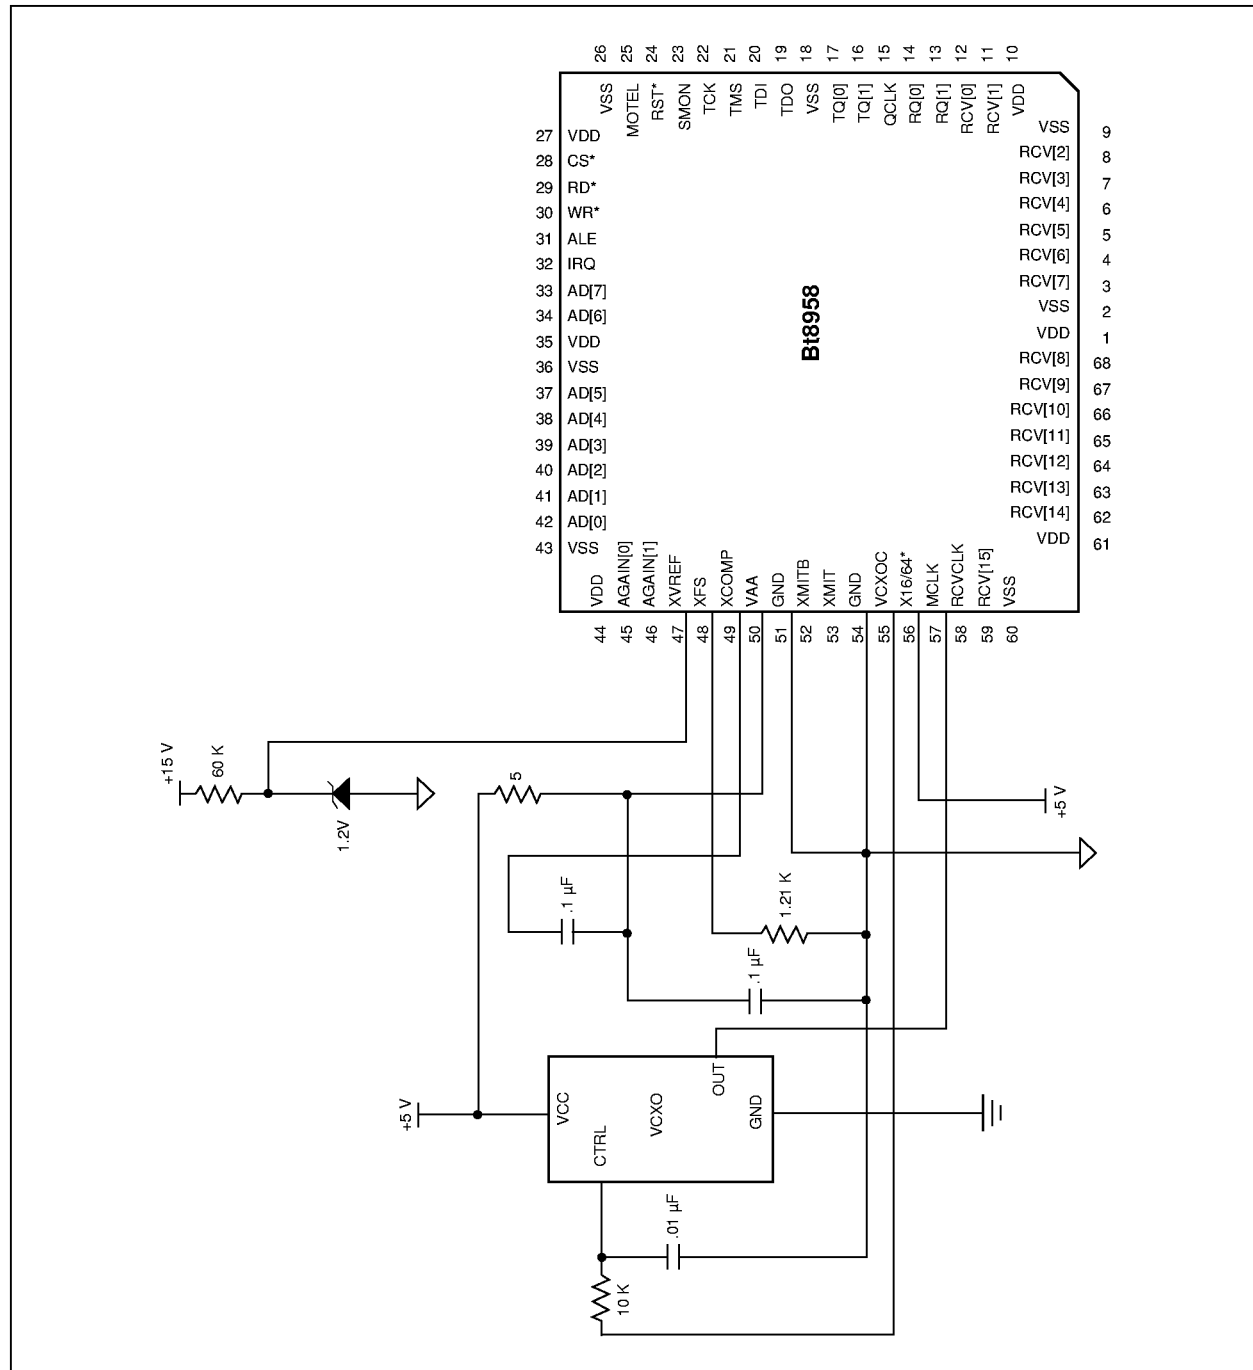 26 25 24 23 22 21 20 19 18 17 16 15 14 13 12 11 10
VSS MOTEL RST* SMON TCK TMS TDI TDO VSS TQ[0] TQ[1] QCLK RQ[0] RQ[1] RCV[0] RCV[1] VDD
27 VDD
28 CS*
29 RD*
30 WR*
31 ALE
32 IRQ
33 AD[7]
34 AD[6]
35 VDD
36 VSS
37 AD[5]
38 AD[4]
39 AD[3]
40 AD[2]
41 AD[1]
42 AD[0]
43 VSS
Bt8958
VSS 9
RCV[2] 8
RCV[3] 7
RCV[4] 6
RCV[5] 5
RCV[6] 4
RCV[7] 3
VSS 2
VDD 1
RCV[8] 68
RCV[9] 67
RCV[10] 66
RCV[11] 65
RCV[12] 64
RCV[13] 63
RCV[14] 62
VDD 61
VDD AGAIN[0] AGAIN[1] XVREF XFS XCOMP VAA GND XMITB XMIT GND VCXOC X16/64* MCLK RCVCLK RCV[15] VSS
44 45 46 47 48 49 50 51 52 53 54 55 56 57 58 59 60
+15 V
60 K
1.2V
5
+5 V
.1 µF
1.21 K
.1 µF
+5 V
VCC
CTRL
VCXO
OUT
GND
.01 µF
10 K